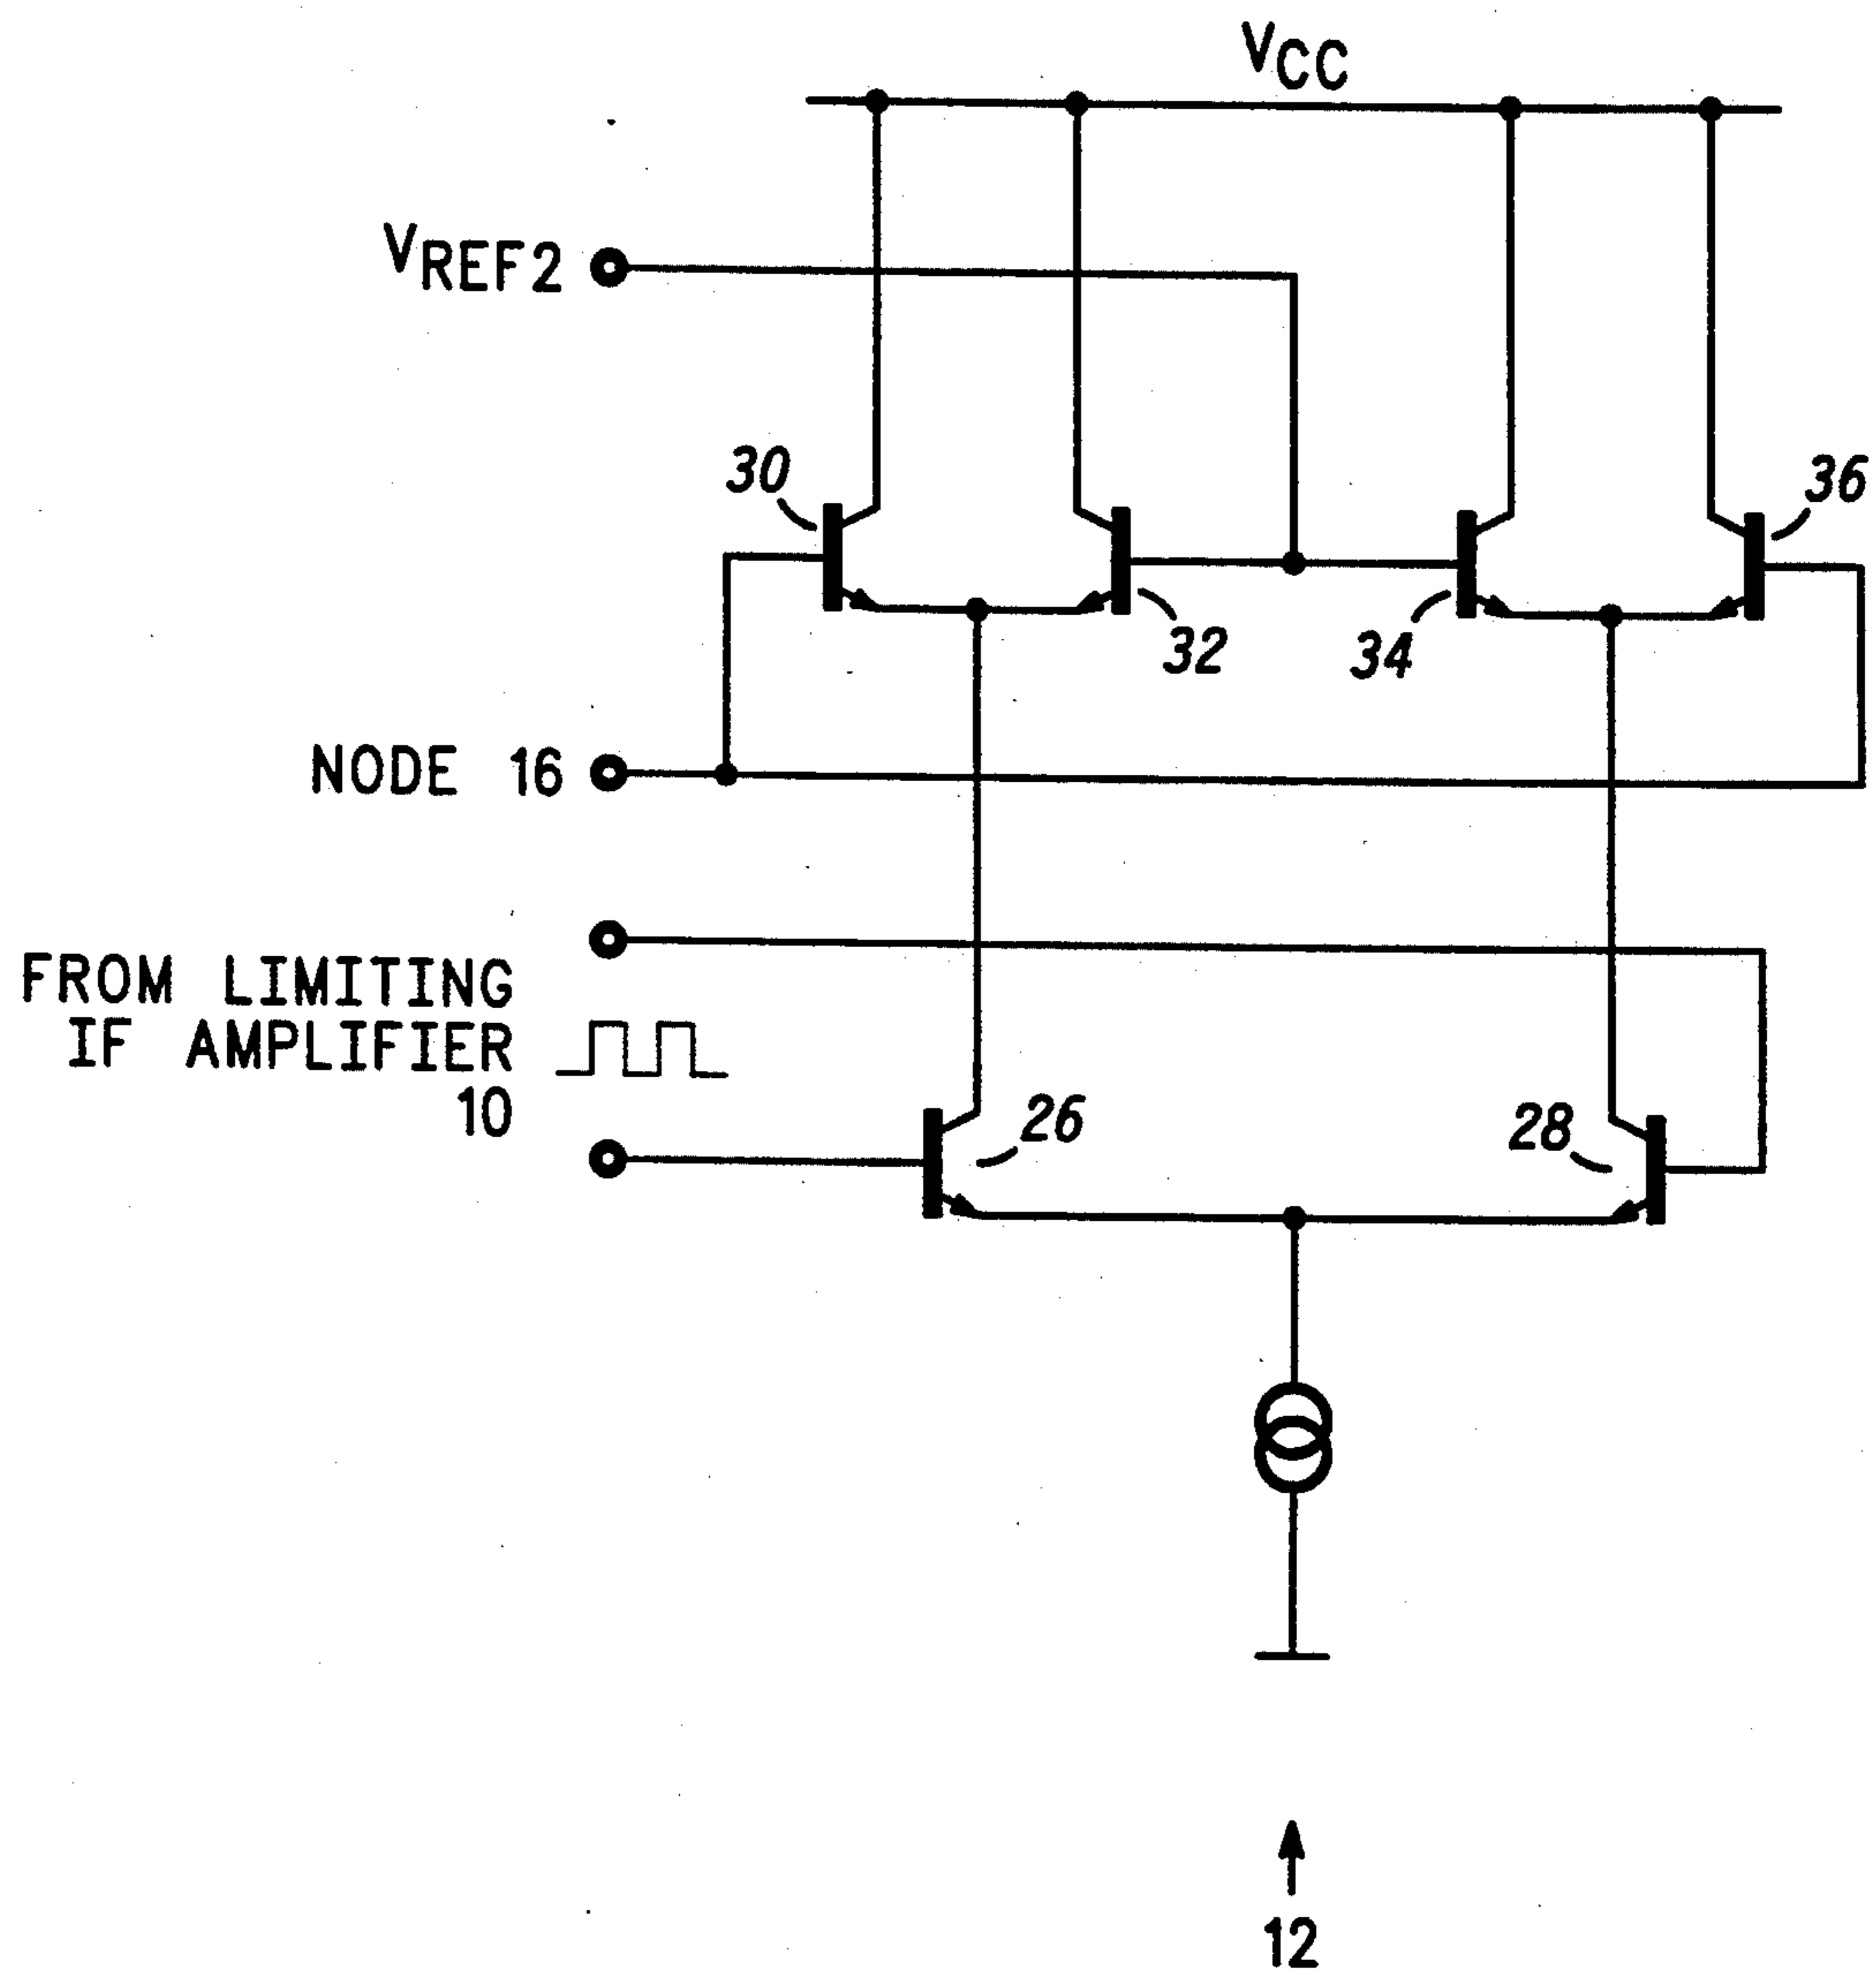 VCC
VREF2
30
36
32
34
NODE 16
FROM LIMITING
IF AMPLIFIER
10
26
28
12